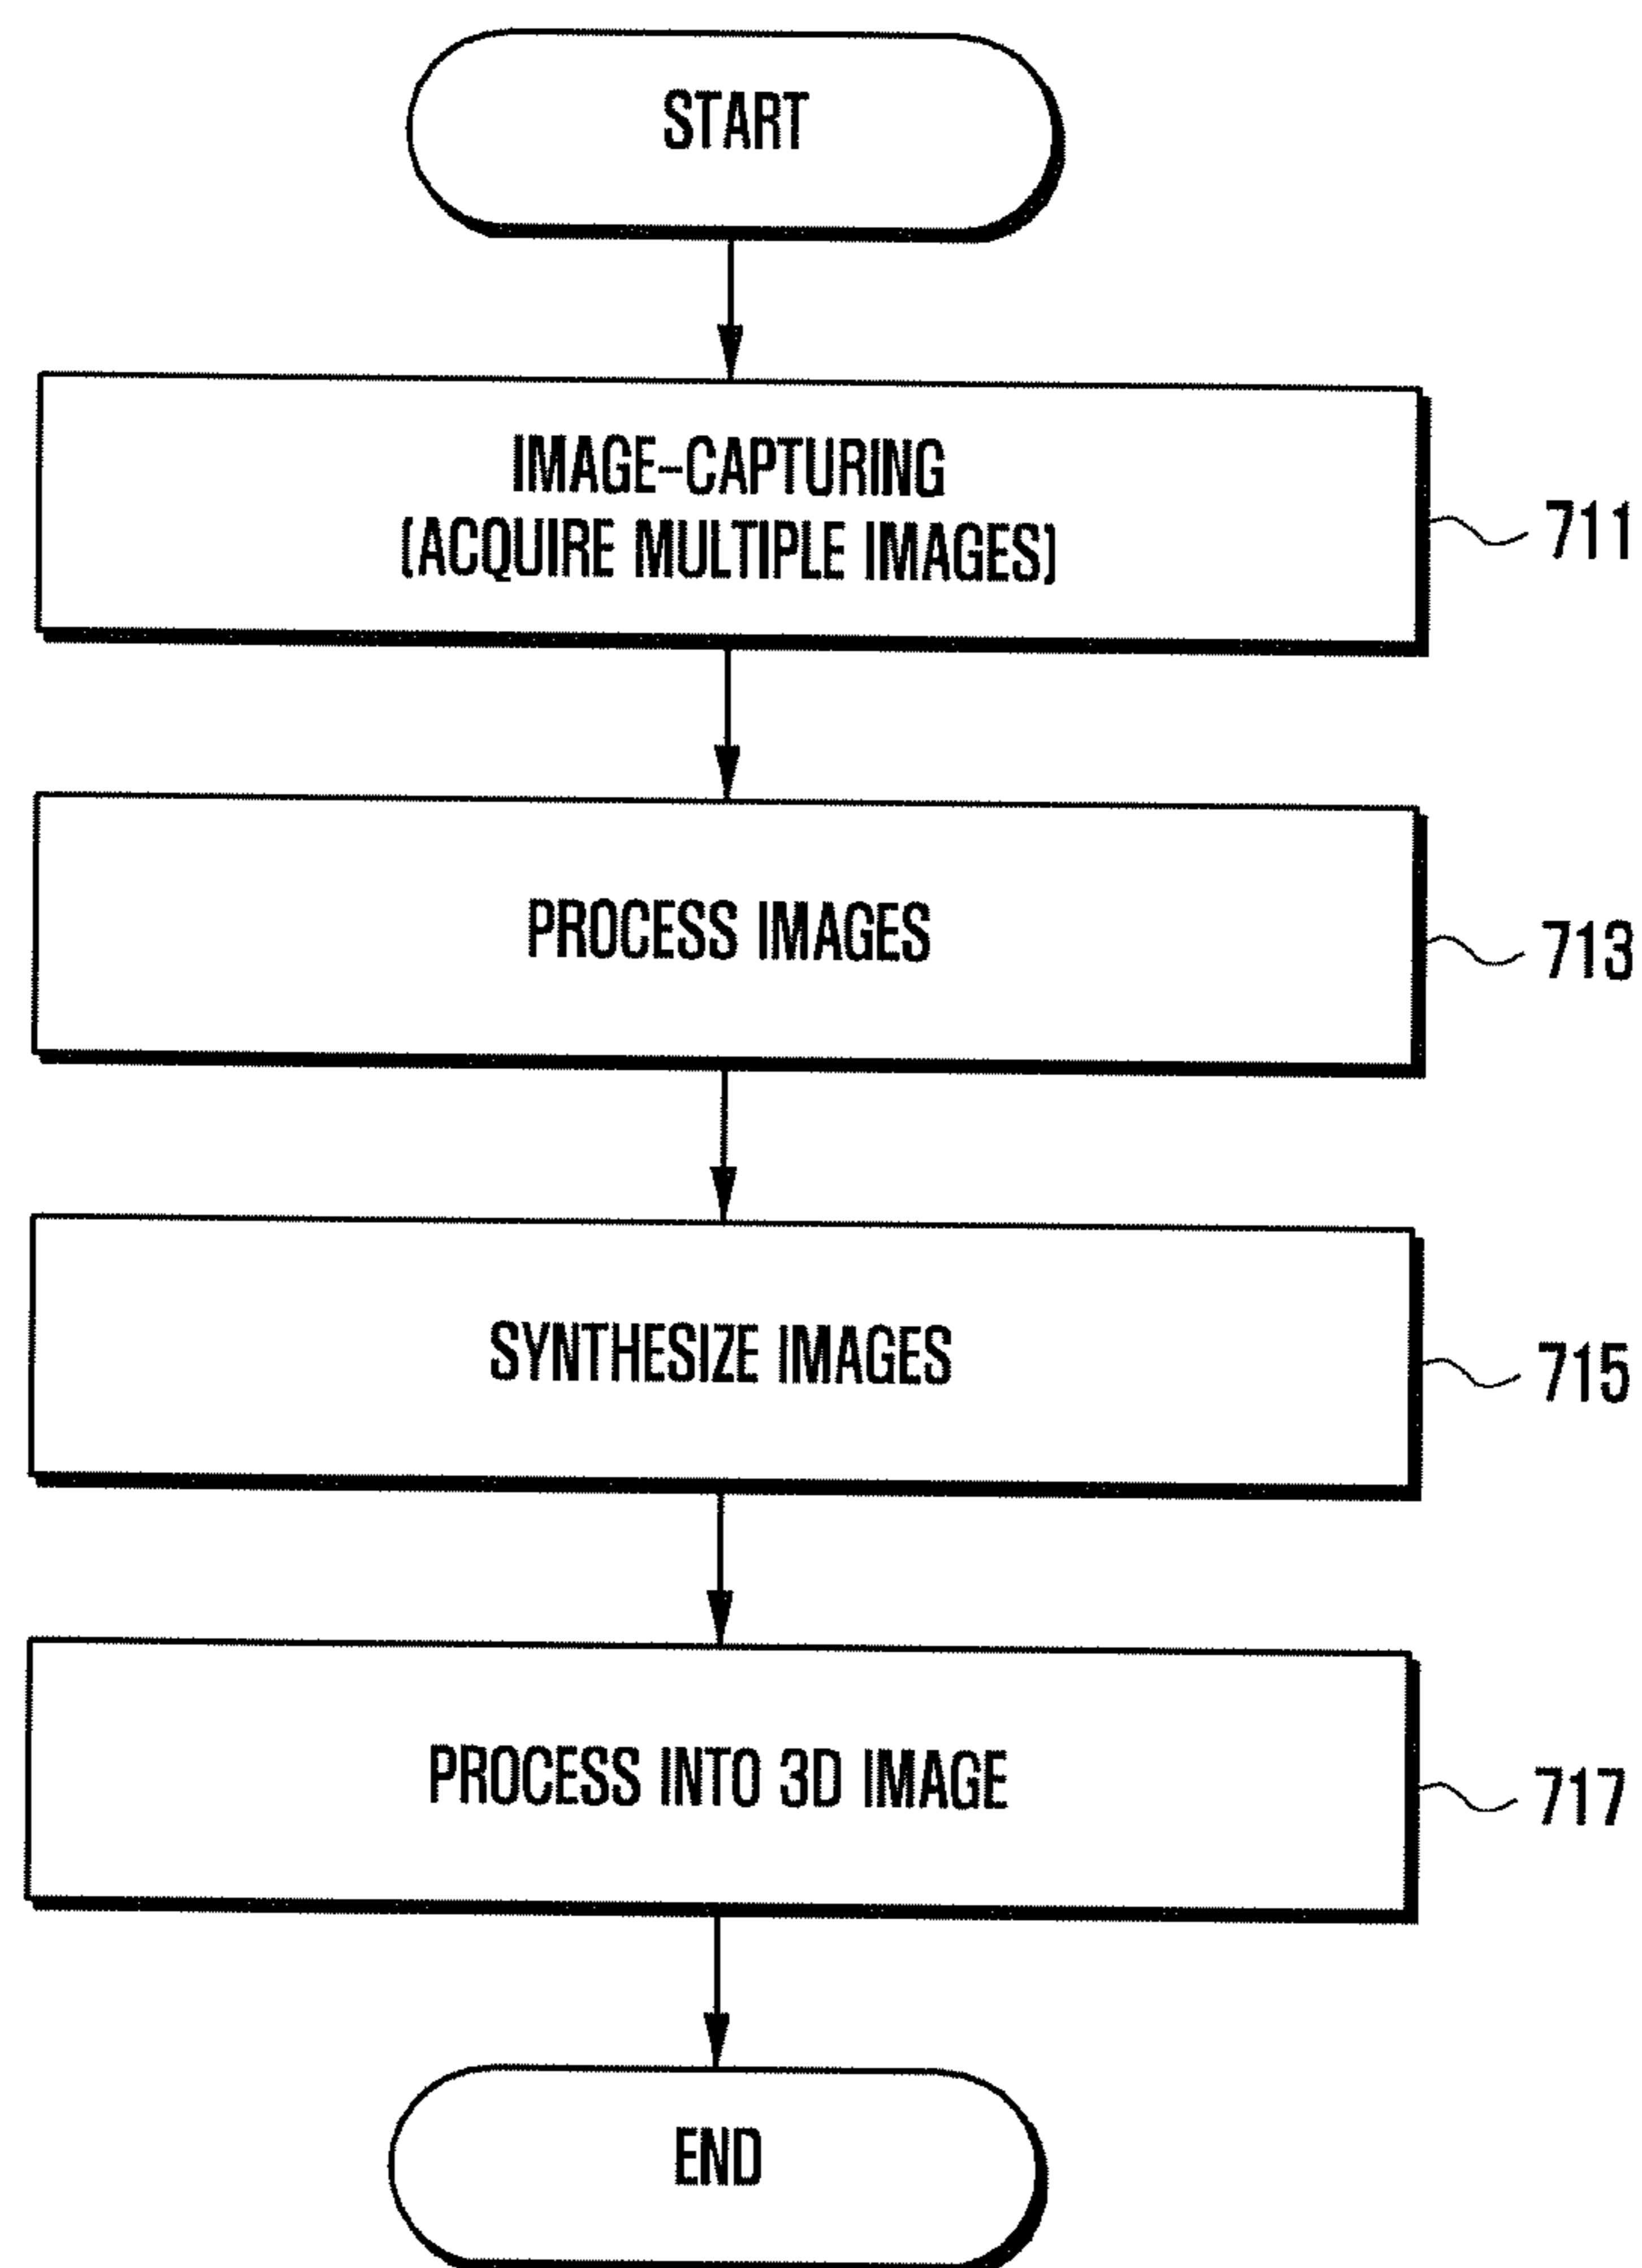 START
IMAGE-CAPTURING
(ACQUIRE MULTIPLE IMAGES)
711
PROCESS IMAGES
713
SYNTHESIZE IMAGES
715
PROCESS INTO 3D IMAGE
717
END